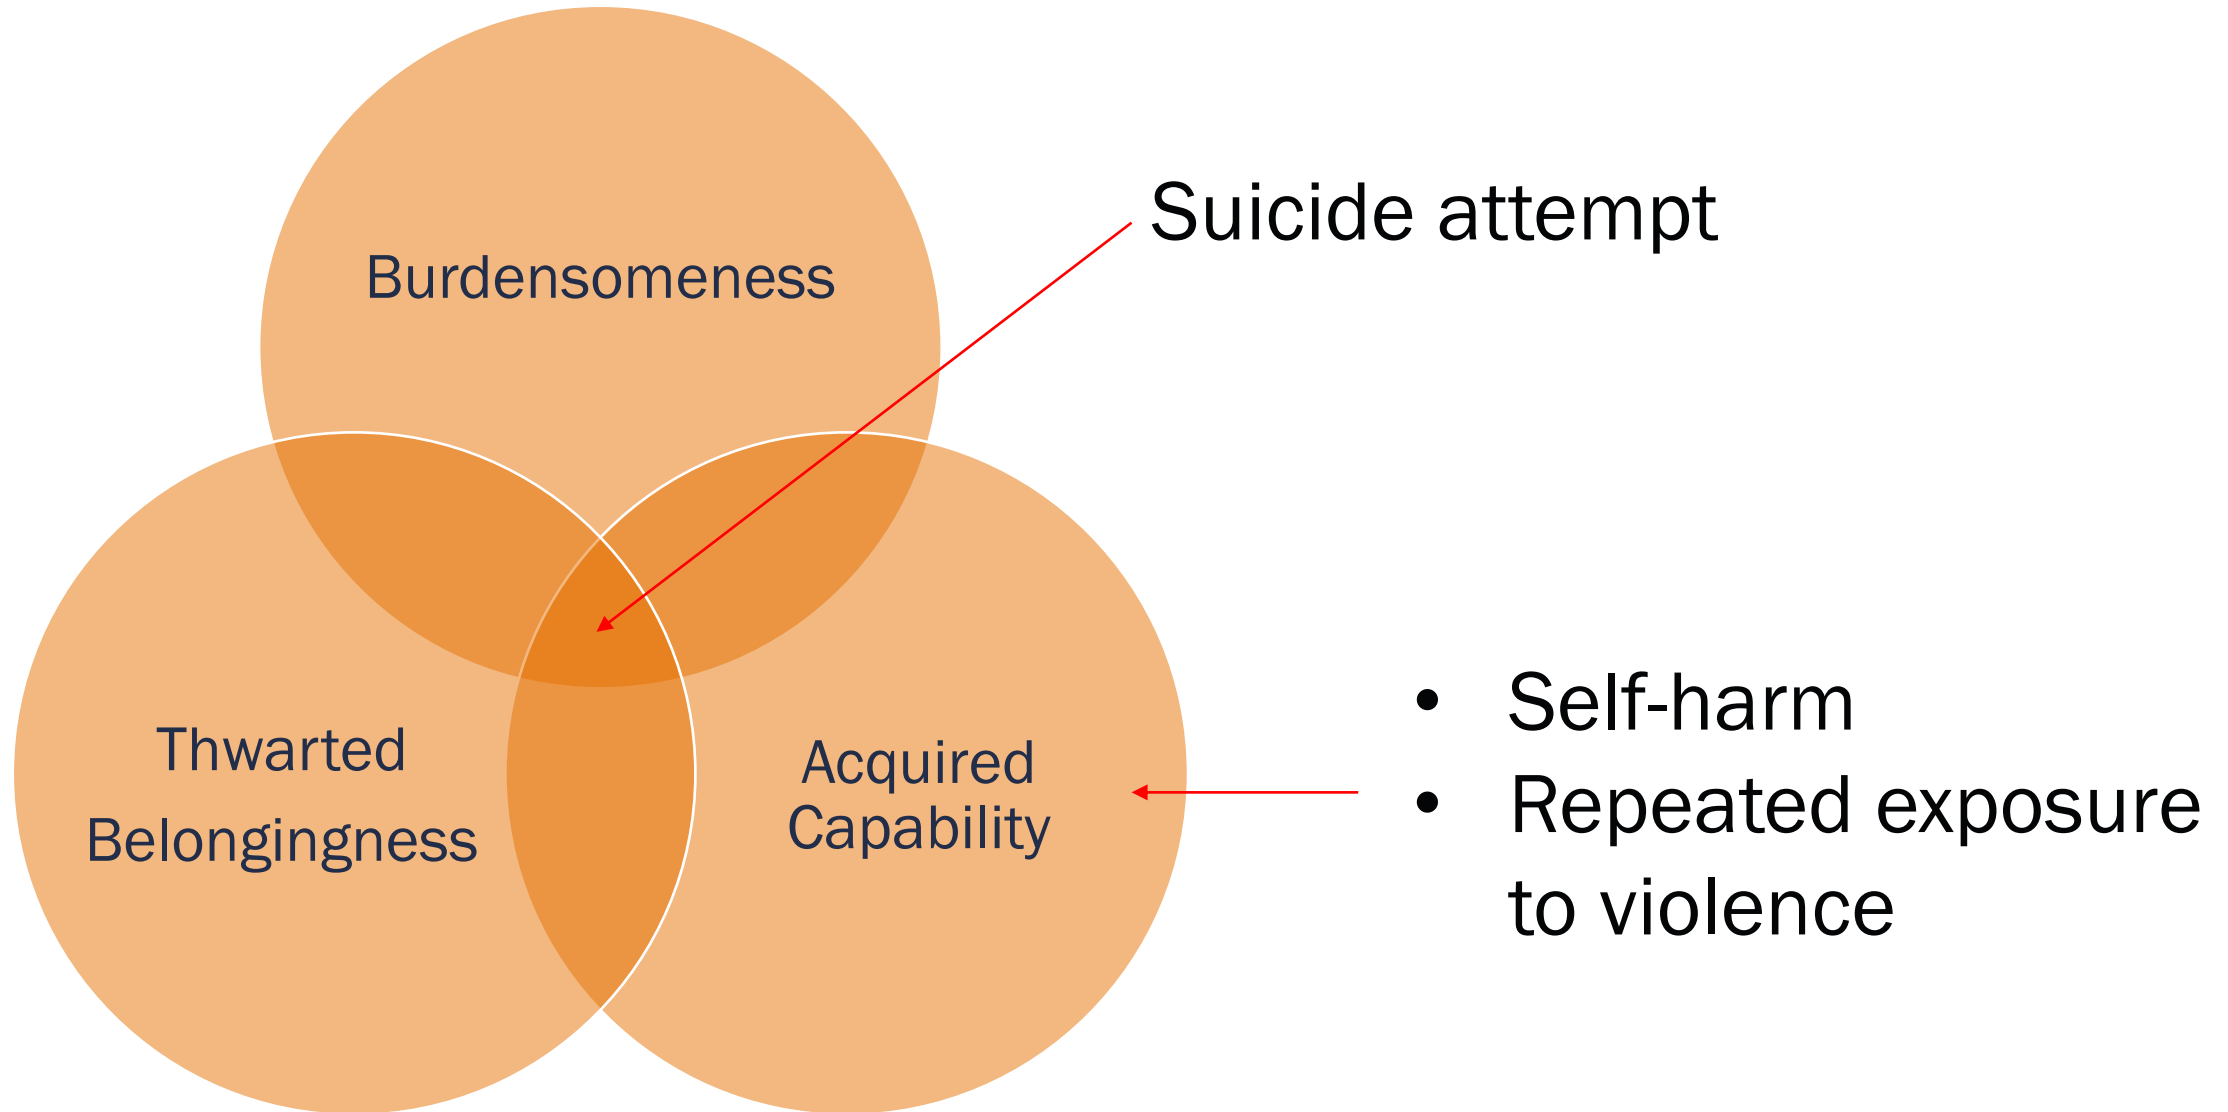 Burdensomeness
Suicide attempt
Thwarted
Belongingness
Acquired
Capability
• Self-harm
• Repeated exposure
to violence